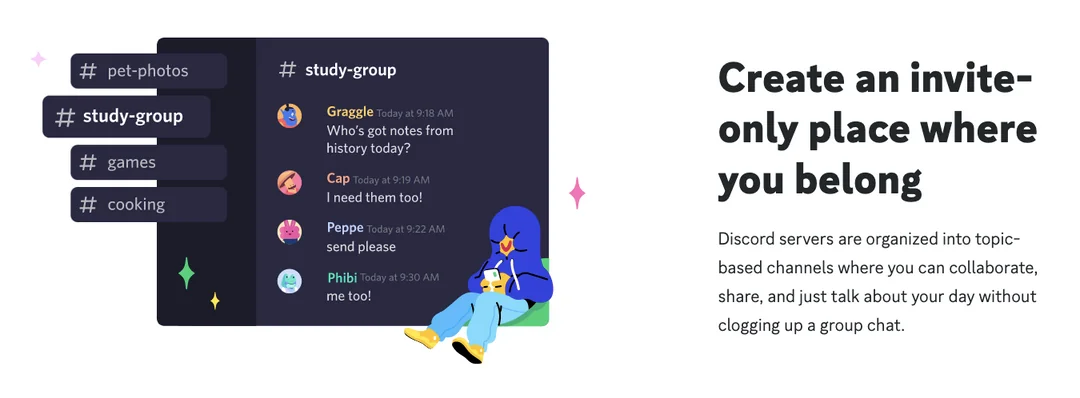 # pet-photos
# study-group
# games
# cooking
# study-group
Graggle Today at 9:18 AM
Who's got notes from
history today?
Cap Today at 9:19 AM
I need them too!
Peppe Today at 9:22 AM
send please
Phibi Today at 9:30 AM
me too!
Create an invite-
only place where
you belong
Discord servers are organized into topic-
based channels where you can collaborate,
share, and just talk about your day without
clogging up a group chat.